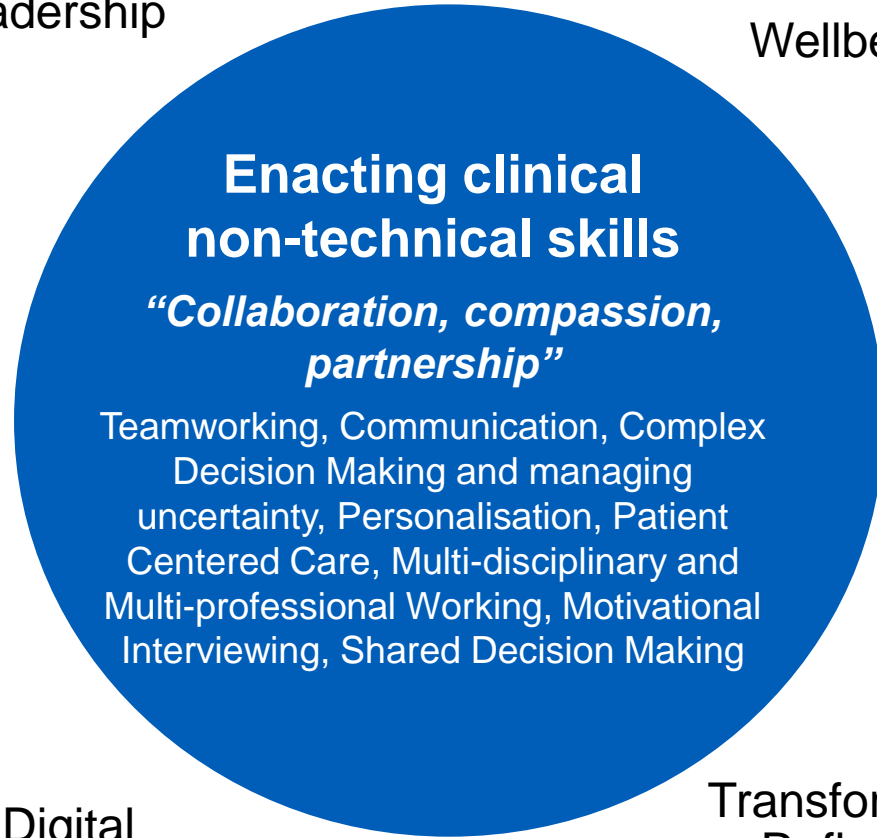 adership
Wellbe
Enacting clinical
non-technical skills
“Collaboration, compassion,
partnership”
Teamworking, Communication, Complex
Decision Making and managing
uncertainty, Personalisation, Patient
Centered Care, Multi-disciplinary and
Multi-professional Working, Motivational
Interviewing, Shared Decision Making
Digital
Transfor